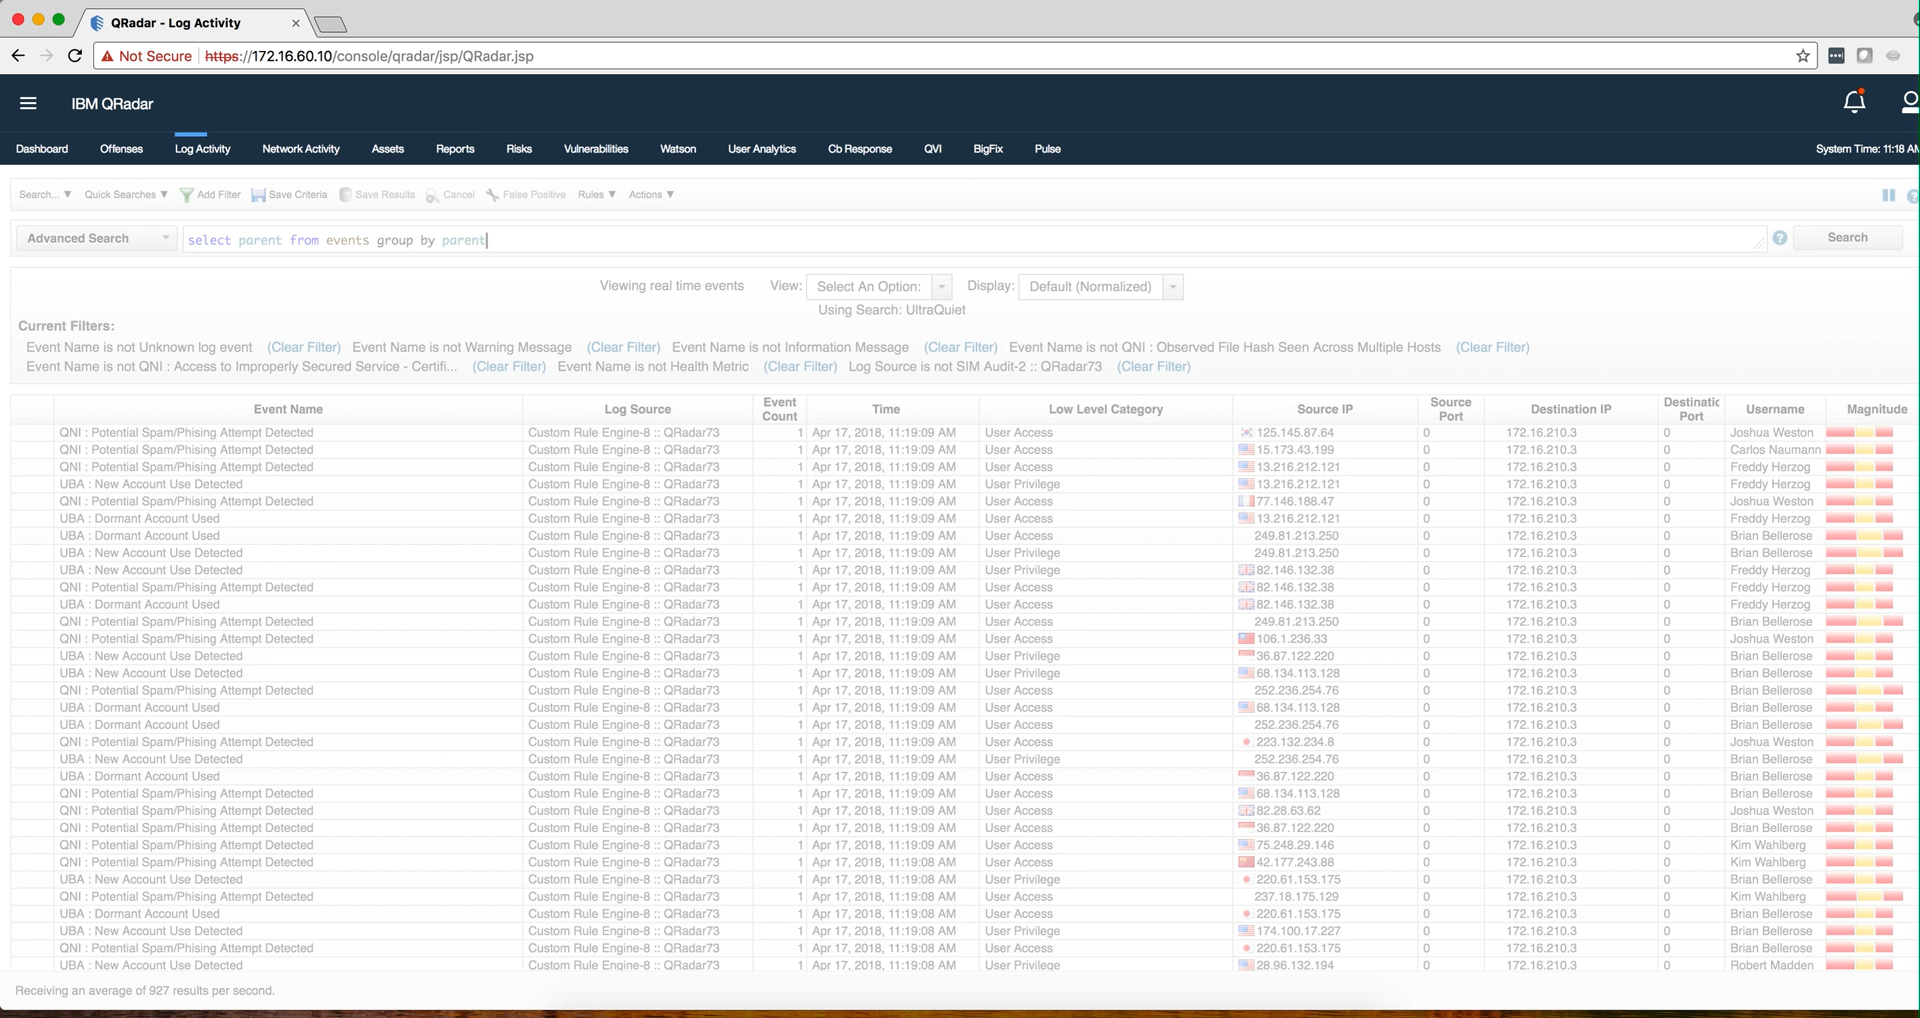 QRadar - Log Activity
Not Secure https://172.16.60.10/console/qradar/jsp/QRadar.jsp
IBM QRadar
Dashboard Offenses Log Activity Network Activity Assets Reports Risks Vulnerabilities Watson User Analytics Cb Response QVI BigFix Pulse System Time: 11:18 AM
Search... Quick Searches Add Filter Save Criteria Save Results Cancel False Positive Rules Actions
Advanced Search select parent from events group by parent Search
Viewing real time events View: Select An Option: Display: Default (Normalized)
Using Search: UltraQuiet
Current Filters:
Event Name is not Unknown log event (Clear Filter) Event Name is not Warning Message (Clear Filter) Event Name is not Information Message (Clear Filter) Event Name is not QNI : Observed File Hash Seen Across Multiple Hosts (Clear Filter)
Event Name is not QNI : Access to Improperly Secured Service - Certifi... (Clear Filter) Event Name is not Health Metric (Clear Filter) Log Source is not SIM Audit-2 :: QRadar73 (Clear Filter)
Event Name Log Source Event Count Time Low Level Category Source IP Source Port Destination IP Destinatic Port Username Magnitude
QNI : Potential Spam/Phising Attempt Detected Custom Rule Engine-8 :: QRadar73 1 Apr 17, 2018, 11:19:09 AM User Access 125.145.87.64 0 172.16.210.3 0 Joshua Weston
QNI : Potential Spam/Phising Attempt Detected Custom Rule Engine-8 :: QRadar73 1 Apr 17, 2018, 11:19:09 AM User Access 15.173.43.199 0 172.16.210.3 0 Carlos Naumann
QNI : Potential Spam/Phising Attempt Detected Custom Rule Engine-8 :: QRadar73 1 Apr 17, 2018, 11:19:09 AM User Access 13.216.212.121 0 172.16.210.3 0 Freddy Herzog
UBA : New Account Use Detected Custom Rule Engine-8 :: QRadar73 1 Apr 17, 2018, 11:19:09 AM User Privilege 13.216.212.121 0 172.16.210.3 0 Freddy Herzog
QNI : Potential Spam/Phising Attempt Detected Custom Rule Engine-8 :: QRadar73 1 Apr 17, 2018, 11:19:09 AM User Access 77.146.188.47 0 172.16.210.3 0 Joshua Weston
UBA : Dormant Account Used Custom Rule Engine-8 :: QRadar73 1 Apr 17, 2018, 11:19:09 AM User Access 13.216.212.121 0 172.16.210.3 0 Freddy Herzog
UBA : Dormant Account Used Custom Rule Engine-8 :: QRadar73 1 Apr 17, 2018, 11:19:09 AM User Access 249.81.213.250 0 172.16.210.3 0 Brian Bellerose
UBA : New Account Use Detected Custom Rule Engine-8 :: QRadar73 1 Apr 17, 2018, 11:19:09 AM User Privilege 249.81.213.250 0 172.16.210.3 0 Brian Bellerose
UBA : New Account Use Detected Custom Rule Engine-8 :: QRadar73 1 Apr 17, 2018, 11:19:09 AM User Privilege 82.146.132.38 0 172.16.210.3 0 Freddy Herzog
QNI : Potential Spam/Phising Attempt Detected Custom Rule Engine-8 :: QRadar73 1 Apr 17, 2018, 11:19:09 AM User Access 82.146.132.38 0 172.16.210.3 0 Freddy Herzog
UBA : Dormant Account Used Custom Rule Engine-8 :: QRadar73 1 Apr 17, 2018, 11:19:09 AM User Access 82.146.132.38 0 172.16.210.3 0 Freddy Herzog
QNI : Potential Spam/Phising Attempt Detected Custom Rule Engine-8 :: QRadar73 1 Apr 17, 2018, 11:19:09 AM User Access 249.81.213.250 0 172.16.210.3 0 Brian Bellerose
QNI : Potential Spam/Phising Attempt Detected Custom Rule Engine-8 :: QRadar73 1 Apr 17, 2018, 11:19:09 AM User Access 106.1.236.33 0 172.16.210.3 0 Joshua Weston
UBA : New Account Use Detected Custom Rule Engine-8 :: QRadar73 1 Apr 17, 2018, 11:19:09 AM User Privilege 36.87.122.220 0 172.16.210.3 0 Brian Bellerose
UBA : New Account Use Detected Custom Rule Engine-8 :: QRadar73 1 Apr 17, 2018, 11:19:09 AM User Privilege 68.134.113.128 0 172.16.210.3 0 Brian Bellerose
QNI : Potential Spam/Phising Attempt Detected Custom Rule Engine-8 :: QRadar73 1 Apr 17, 2018, 11:19:09 AM User Access 252.236.254.76 0 172.16.210.3 0 Brian Bellerose
UBA : Dormant Account Used Custom Rule Engine-8 :: QRadar73 1 Apr 17, 2018, 11:19:09 AM User Access 68.134.113.128 0 172.16.210.3 0 Brian Bellerose
UBA : Dormant Account Used Custom Rule Engine-8 :: QRadar73 1 Apr 17, 2018, 11:19:09 AM User Access 252.236.254.76 0 172.16.210.3 0 Brian Bellerose
QNI : Potential Spam/Phising Attempt Detected Custom Rule Engine-8 :: QRadar73 1 Apr 17, 2018, 11:19:09 AM User Access 223.132.234.8 0 172.16.210.3 0 Joshua Weston
UBA : New Account Use Detected Custom Rule Engine-8 :: QRadar73 1 Apr 17, 2018, 11:19:09 AM User Privilege 252.236.254.76 0 172.16.210.3 0 Brian Bellerose
UBA : Dormant Account Used Custom Rule Engine-8 :: QRadar73 1 Apr 17, 2018, 11:19:09 AM User Access 36.87.122.220 0 172.16.210.3 0 Brian Bellerose
QNI : Potential Spam/Phising Attempt Detected Custom Rule Engine-8 :: QRadar73 1 Apr 17, 2018, 11:19:09 AM User Access 68.134.113.128 0 172.16.210.3 0 Brian Bellerose
QNI : Potential Spam/Phising Attempt Detected Custom Rule Engine-8 :: QRadar73 1 Apr 17, 2018, 11:19:09 AM User Access 82.28.63.62 0 172.16.210.3 0 Joshua Weston
QNI : Potential Spam/Phising Attempt Detected Custom Rule Engine-8 :: QRadar73 1 Apr 17, 2018, 11:19:09 AM User Access 36.87.122.220 0 172.16.210.3 0 Brian Bellerose
QNI : Potential Spam/Phising Attempt Detected Custom Rule Engine-8 :: QRadar73 1 Apr 17, 2018, 11:19:09 AM User Access 75.248.29.146 0 172.16.210.3 0 Kim Wahlberg
QNI : Potential Spam/Phising Attempt Detected Custom Rule Engine-8 :: QRadar73 1 Apr 17, 2018, 11:19:08 AM User Access 42.177.243.88 0 172.16.210.3 0 Kim Wahlberg
UBA : New Account Use Detected Custom Rule Engine-8 :: QRadar73 1 Apr 17, 2018, 11:19:08 AM User Privilege 220.61.153.175 0 172.16.210.3 0 Brian Bellerose
QNI : Potential Spam/Phising Attempt Detected Custom Rule Engine-8 :: QRadar73 1 Apr 17, 2018, 11:19:08 AM User Access 237.18.175.129 0 172.16.210.3 0 Kim Wahlberg
UBA : Dormant Account Used Custom Rule Engine-8 :: QRadar73 1 Apr 17, 2018, 11:19:08 AM User Access 220.61.153.175 0 172.16.210.3 0 Brian Bellerose
UBA : New Account Use Detected Custom Rule Engine-8 :: QRadar73 1 Apr 17, 2018, 11:19:08 AM User Privilege 174.100.17.227 0 172.16.210.3 0 Brian Bellerose
QNI : Potential Spam/Phising Attempt Detected Custom Rule Engine-8 :: QRadar73 1 Apr 17, 2018, 11:19:08 AM User Access 220.61.153.175 0 172.16.210.3 0 Brian Bellerose
UBA : New Account Use Detected Custom Rule Engine-8 :: QRadar73 1 Apr 17, 2018, 11:19:08 AM User Privilege 28.96.132.194 0 172.16.210.3 0 Robert Madden
Receiving an average of 927 results per second.